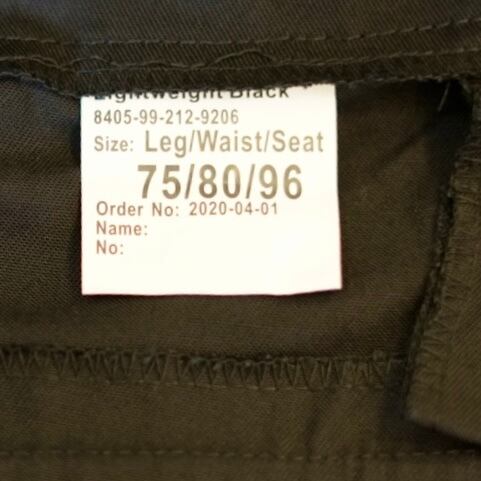 Lightweight Black
8405-99-212-9206
Size: Leg/Waist/Seat
75/80/96
Order No: 2020-04-01
Name:
No: